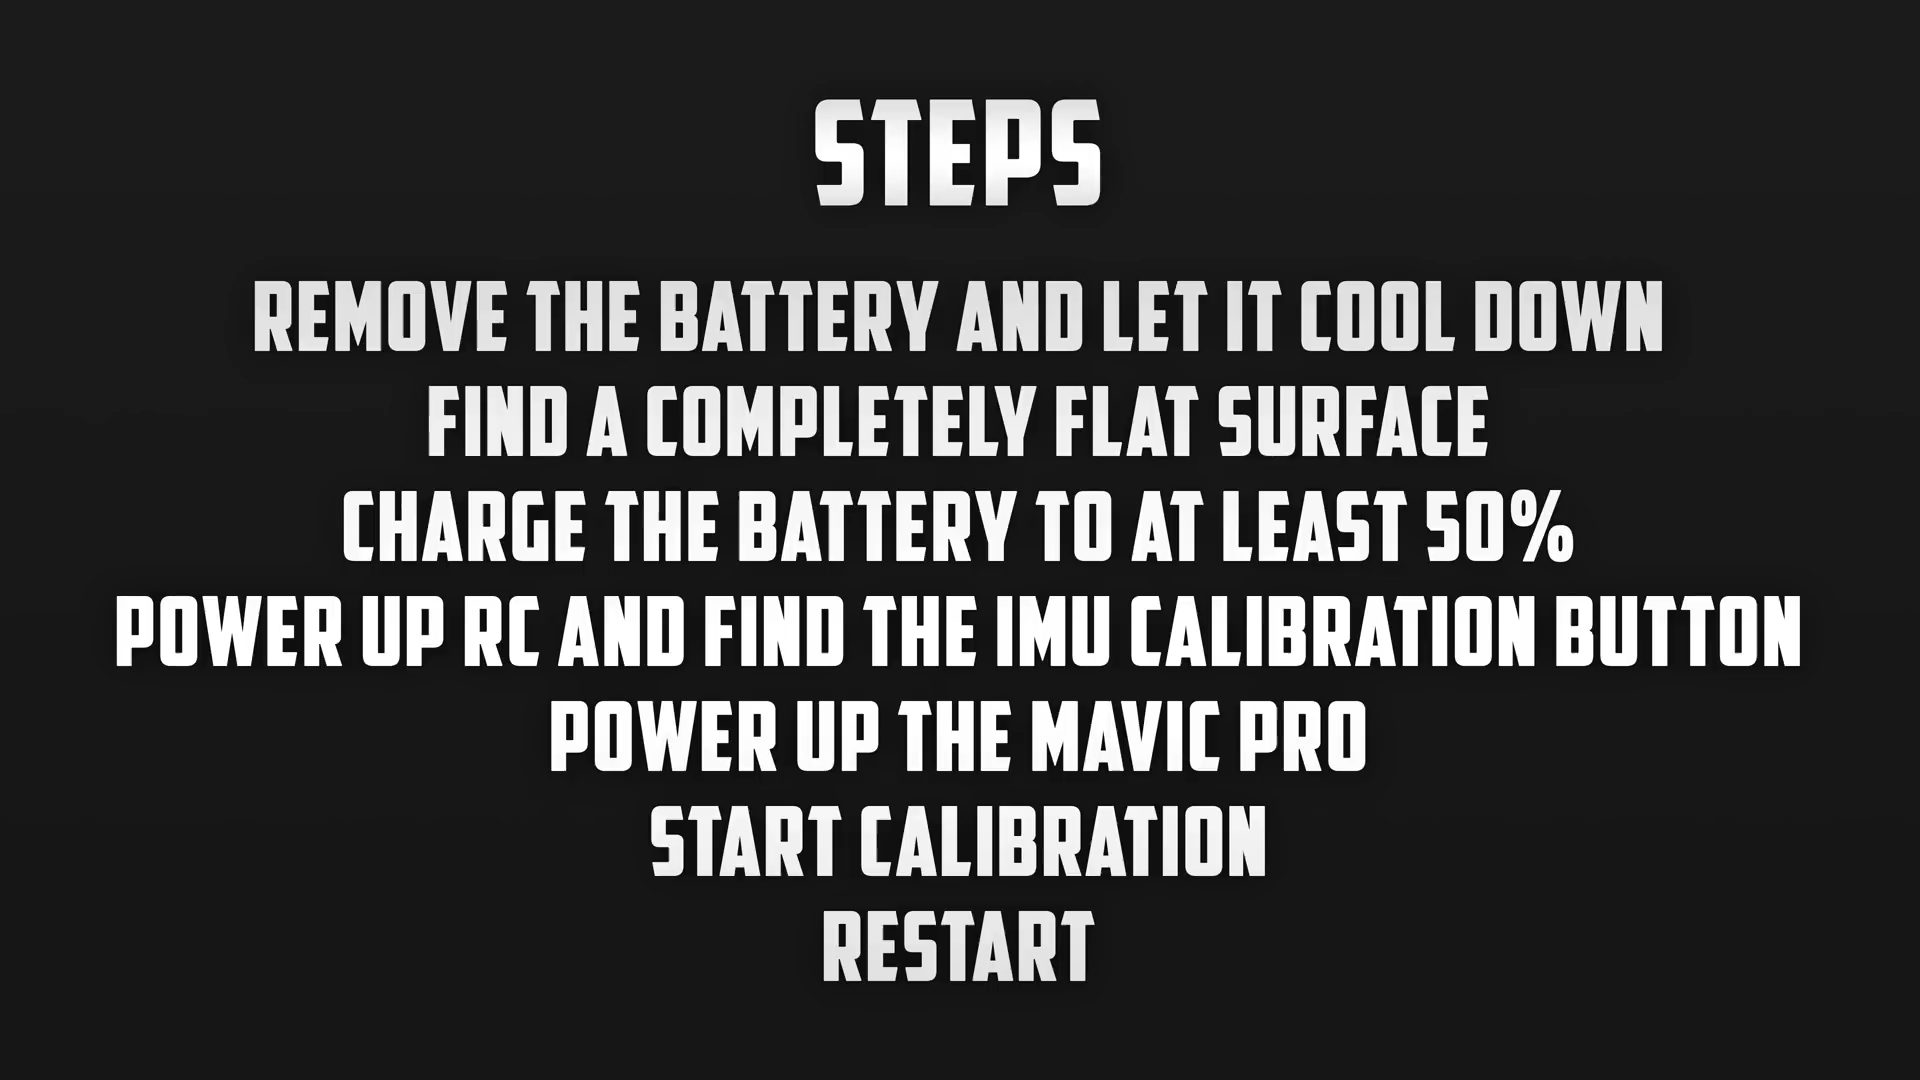 STEPS
REMOVE THE BATTERY AND LET IT COOL DOWN
FIND A COMPLETELY FLAT SURFACE
CHARGE THE BATTERY TO AT LEAST 50%
POWER UP RC AND FIND THE IMU CALIBRATION BUTTON
POWER UP THE MAVIC PRO
START CALIBRATION
RESTART